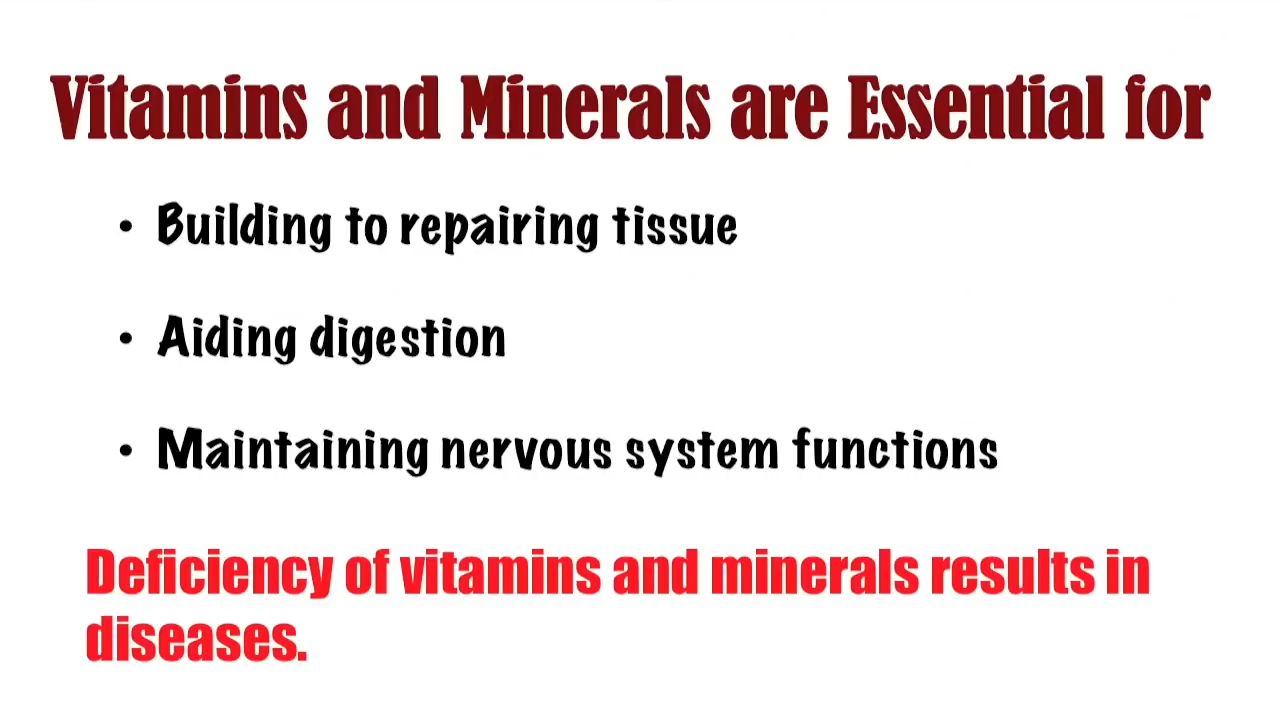 Vitamins and Minerals are Essential for
• Building to repairing tissue
• Aiding digestion
• Maintaining nervous system functions
Deficiency of vitamins and minerals results in
diseases.